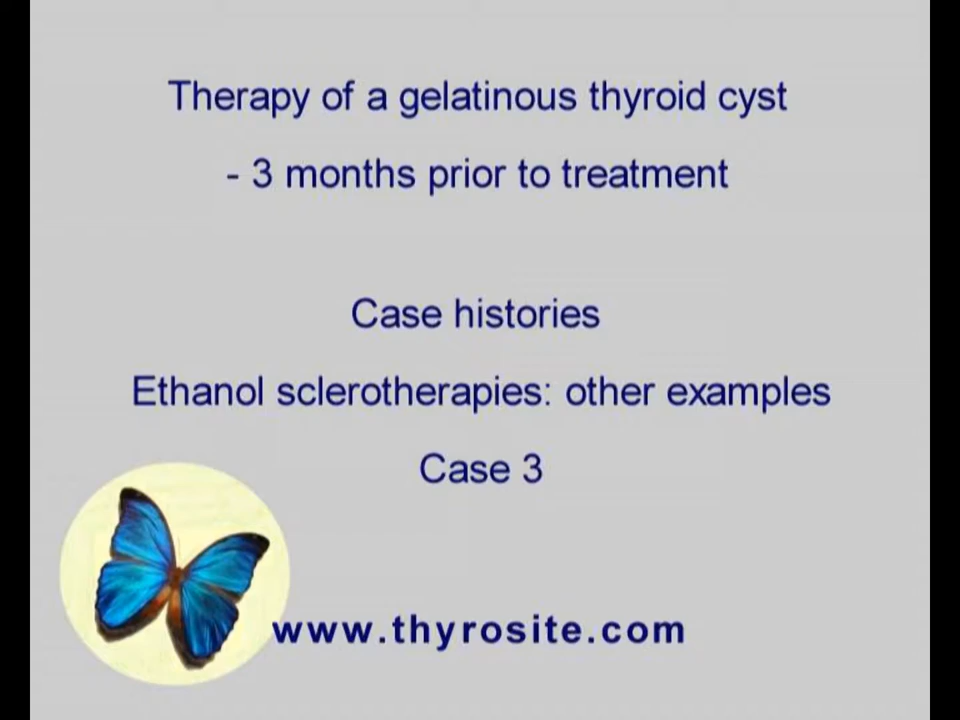 Therapy of a gelatinous thyroid cyst
- 3 months prior to treatment
Case histories
Ethanol sclerotherapies: other examples
Case 3
www.thyrosite.com